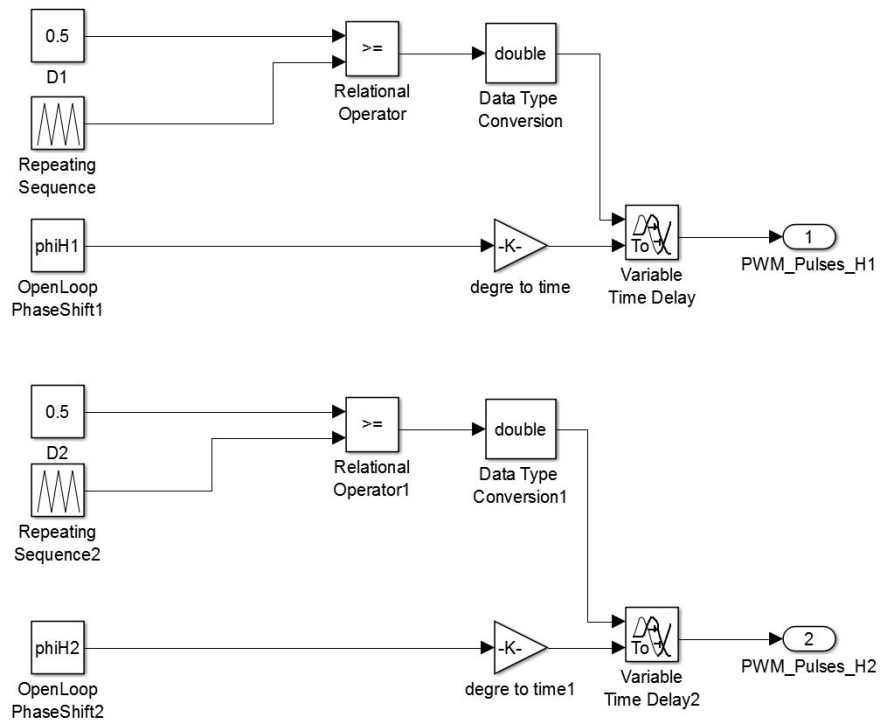 0.5
D1
>=
Relational
Operator
double
Data Type
Conversion
Repeating
Sequence
phiH1
OpenLoop
PhaseShift1
-K-
degre to time
To
Variable
Time Delay
1
PWM_Pulses_H1
0.5
D2
>=
Relational
Operator1
double
Data Type
Conversion1
Repeating
Sequence2
phiH2
OpenLoop
PhaseShift2
-K-
degre to time1
To
Variable
Time Delay2
2
PWM_Pulses_H2